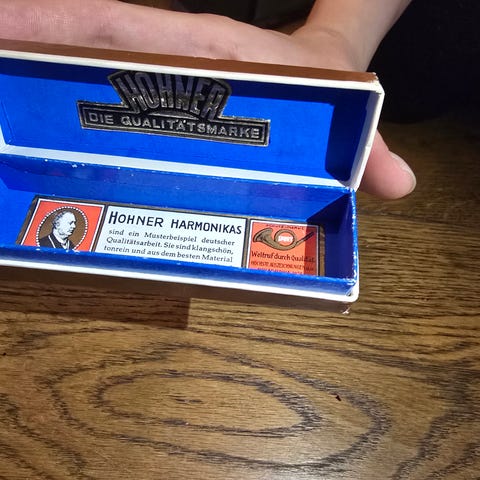 HOHNER
DIE QUALITÄTSMARKE
HOHNER HARMONIKAS
sind ein Musterbeispiel deutscher
Qualitätsarbeit. Sie sind klangschön,
tonrein und aus dem besten Material
Weltruf durch Qualität